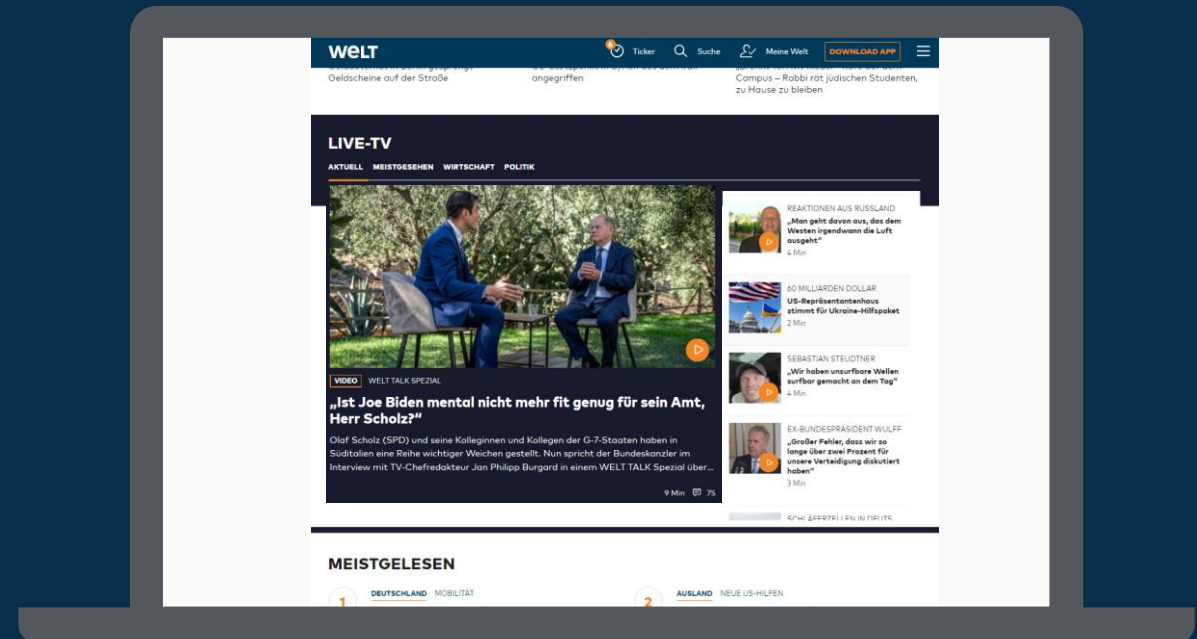 WELT
6
Ticker
Suche
Meine Welt
DOWNLOAD APP
Geldscheine auf der Straße
angegriffen
Campus – Rabbi rät jüdischen Studenten,
zu Hause zu bleiben
LIVE-TV
AKTUELL MEISTGESEHEN WIRTSCHAFT POLITIK
VIDEO WELT TALK SPEZIAL
„Ist Joe Biden mental nicht mehr fit genug für sein Amt,
Herr Scholz?“
Olaf Scholz (SPD) und seine Kolleginnen und Kollegen der G-7-Staaten haben in
Süditalien eine Reihe wichtiger Weichen gestellt. Nun spricht der Bundeskanzler im
Interview mit TV-Chefredakteur Jan Philipp Burgard in einem WELT TALK Spezial über...
9 Min 75
REAKTIONEN AUS RUSSLAND
„Man geht davon aus, das dem
Westen irgendwann die Luft
ausgeht“
4 Min
60 MILLIARDEN DOLLAR
US-Repräsentantenhaus
stimmt für Ukraine-Hilfspaket
2 Min
SEBASTIAN STEUDTNER
„Wir haben unsurfbare Wellen
surfbar gemacht an dem Tag“
4 Min
EX-BUNDESPRÄSIDENT WULFF
„Großer Fehler, dass wir so
lange über zwei Prozent für
unsere Verteidigung diskutiert
haben“
3 Min
SCHLÄFERZELLEN IN DEUTS
MEISTGELESEN
1 DEUTSCHLAND MOBILITÄT
2 AUSLAND NEUE US-HILFEN